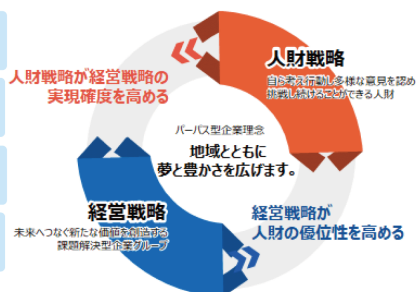 人財戦略
自ら考え行動し多様な意見を認め
挑戦し続けることができる人財
人財戦略が経営戦略の
実現確度を高める
パーパス型企業理念
地域とともに
夢と豊かさを広げます。
経営戦略
未来へつなぐ新たな価値を創造する
課題解決型企業グループ
経営戦略が
人財の優位性を高める